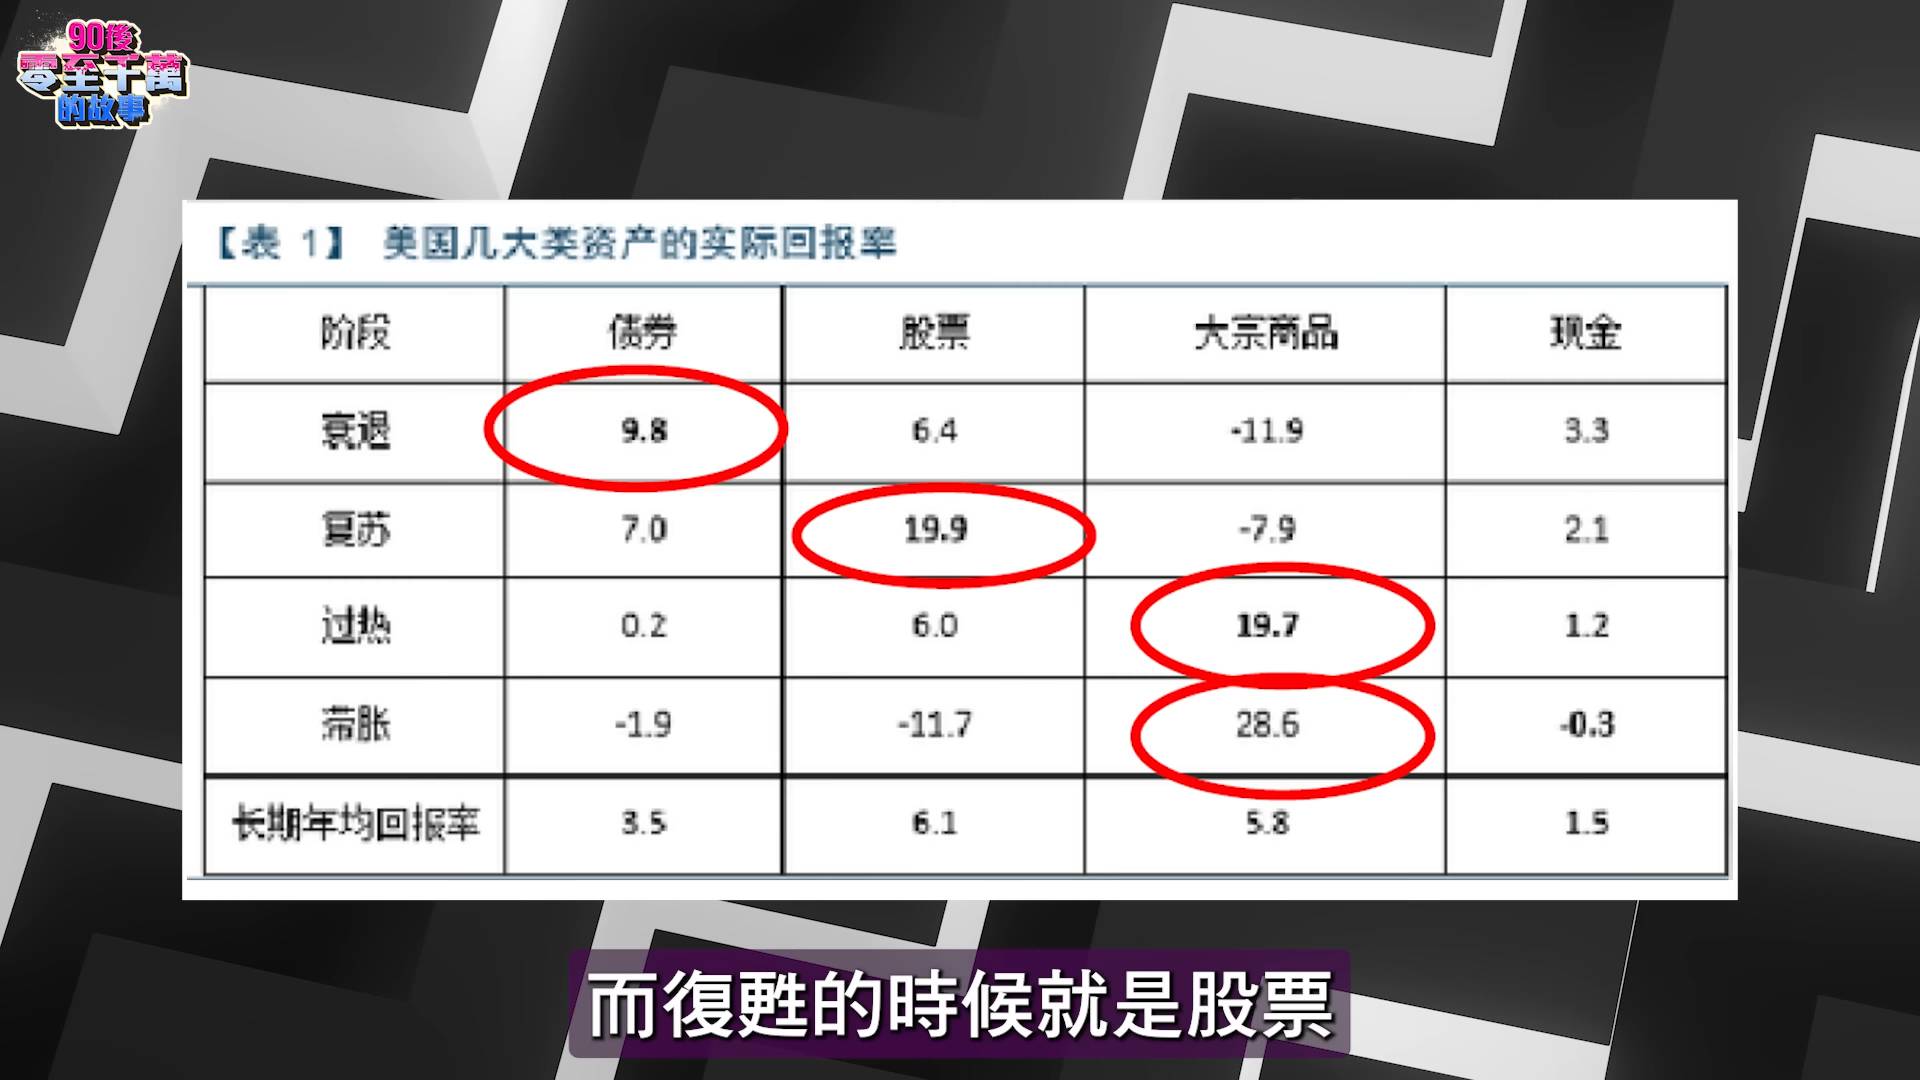 90後
零至千萬
的故事
【表 1】 美国几大类资产的实际回报率
阶段 债券 股票 大宗商品 现金
衰退 9.8 6.4 -11.9 3.3
复苏 7.0 19.9 -7.9 2.1
过热 0.2 6.0 19.7 1.2
滞胀 -1.9 -11.7 28.6 -0.3
长期年均回报率 3.5 6.1 5.8 1.5
而復甦的時候就是股票